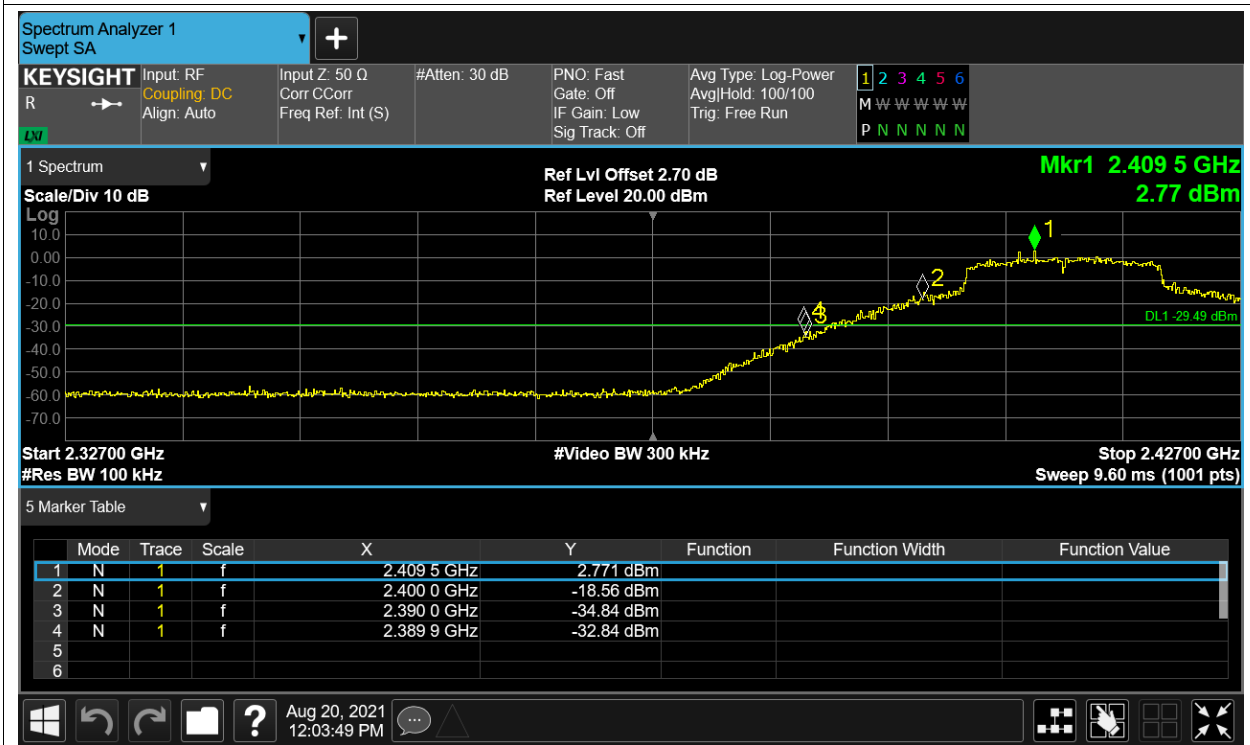 Spectrum Analyzer 1
Swept SA
KEYSIGHT
R
LXI
Input: RF
Coupling: DC
Align: Auto
Input Z: 50 Ω
Corr CCorr
Freq Ref: Int (S)
#Atten: 30 dB
PNO: Fast
Gate: Off
IF Gain: Low
Sig Track: Off
Avg Type: Log-Power
Avg|Hold: 100/100
Trig: Free Run
1 2 3 4 5 6
M W W W W W
P N N N N N
1 Spectrum
Scale/Div 10 dB
Ref Lvl Offset 2.70 dB
Ref Level 20.00 dBm
Mkr1 2.409 5 GHz
2.77 dBm
Log
10.0
0.00
-10.0
-20.0
-30.0
-40.0
-50.0
-60.0
-70.0
1
2
4
3
DL1 -29.49 dBm
Start 2.32700 GHz
#Video BW 300 kHz
Stop 2.42700 GHz
#Res BW 100 kHz
Sweep 9.60 ms (1001 pts)
5 Marker Table
Mode Trace Scale X Y Function Function Width Function Value
1 N 1 f 2.409 5 GHz 2.771 dBm
2 N 1 f 2.400 0 GHz -18.56 dBm
3 N 1 f 2.390 0 GHz -34.84 dBm
4 N 1 f 2.389 9 GHz -32.84 dBm
5
6
?
Aug 20, 2021
12:03:49 PM